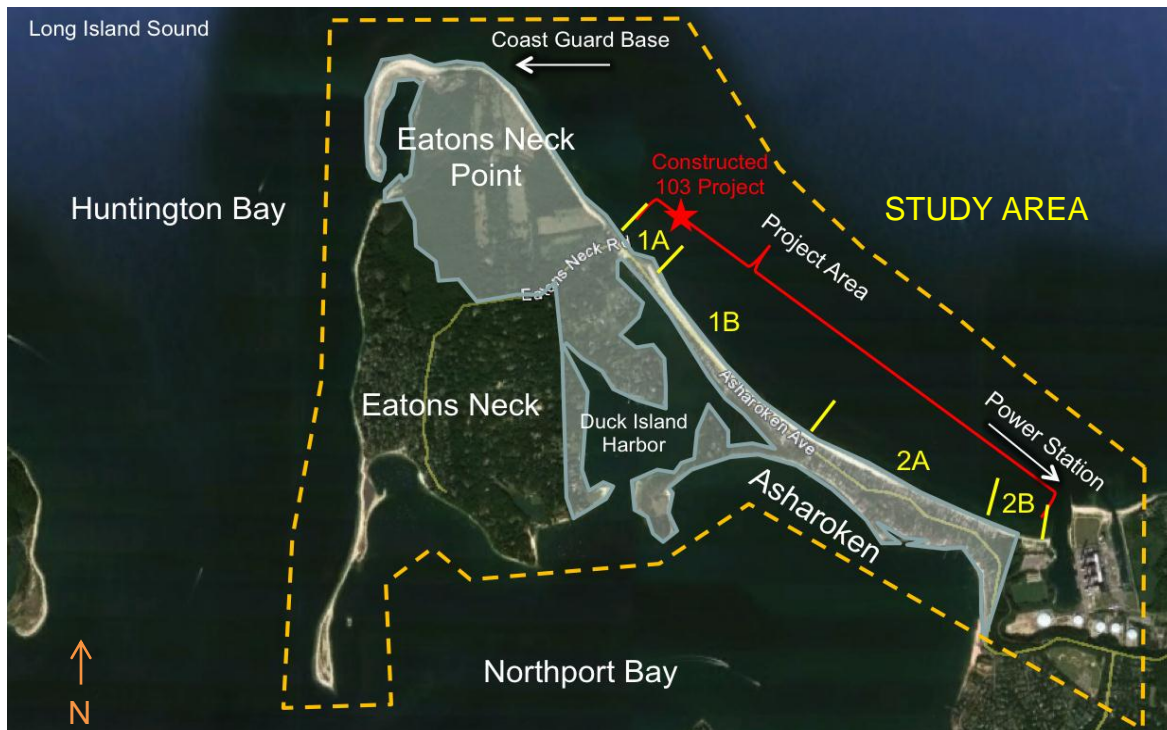 Long Island Sound
Coast Guard Base
Eatons Neck
Point
Constructed
103 Project
Huntington Bay
STUDY AREA
Project Area
1A
Eatons Neck Rd
1B
Asharoken Ave
Eatons Neck
Duck Island
Harbor
Power Station
2A
2B
Asharoken
Northport Bay
N